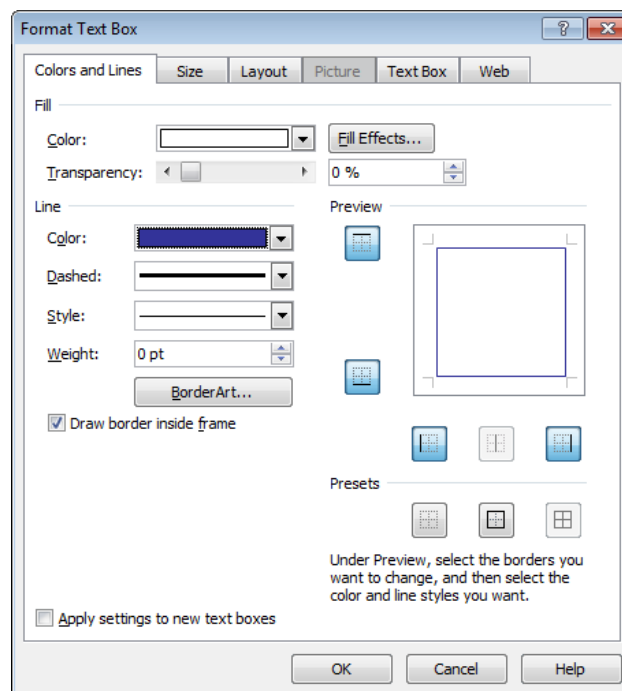 Format Text Box
Colors and Lines Size Layout Picture Text Box Web
Fill
Color: Fill Effects...
Transparency: 0 %
Line Preview
Color:
Dashed:
Style:
Weight: 0 pt
BorderArt...
Draw border inside frame
Presets
Under Preview, select the borders you
want to change, and then select the
color and line styles you want.
Apply settings to new text boxes
OK Cancel Help